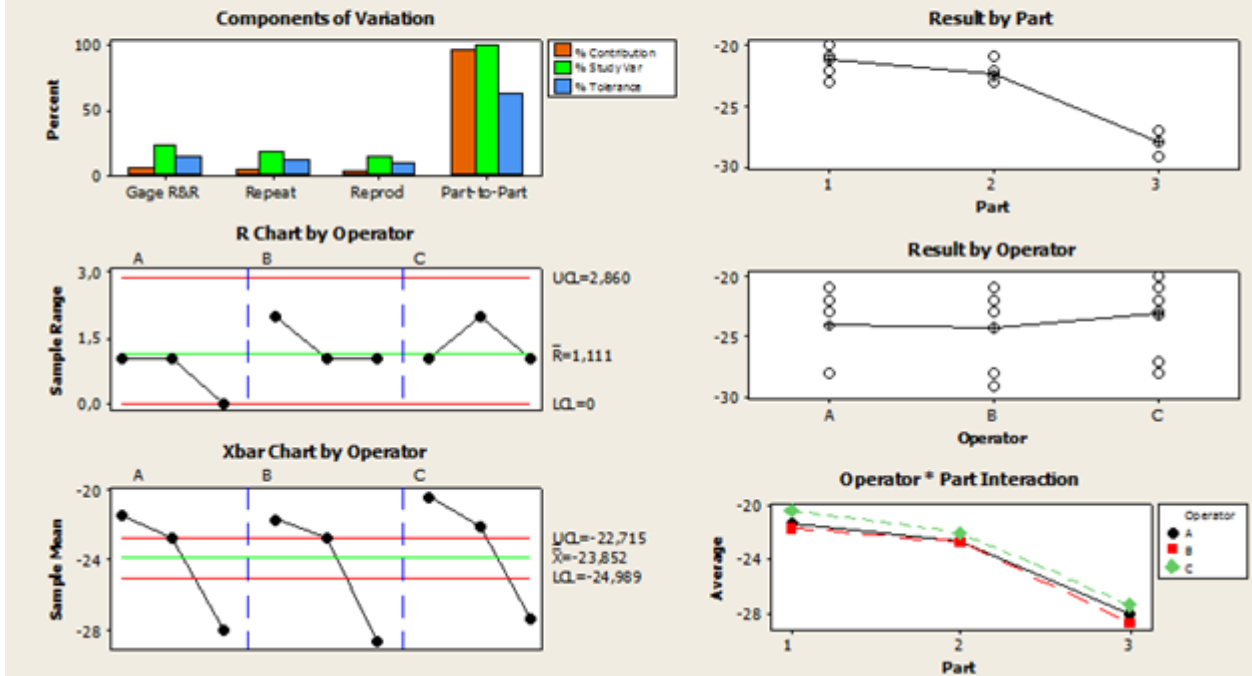 Components of Variation
100
50
0
Percent
Gage R&R Repeat Reprod Part-to-Part
% Contribution
% Study Var
% Tolerance
R Chart by Operator
A B C
3,0
1,5
0,0
Sample Range
UCL=2,860
R=1,111
LCL=0
Xbar Chart by Operator
A B C
-20
-24
-28
Sample Mean
UCL=-22,715
X=-23,852
LCL=-24,989
Result by Part
-20
-25
-30
1 2 3
Part
Result by Operator
-20
-25
-30
A B C
Operator
Operator * Part Interaction
-20
-24
-28
Average
1 2 3
Part
Operator
A
B
C